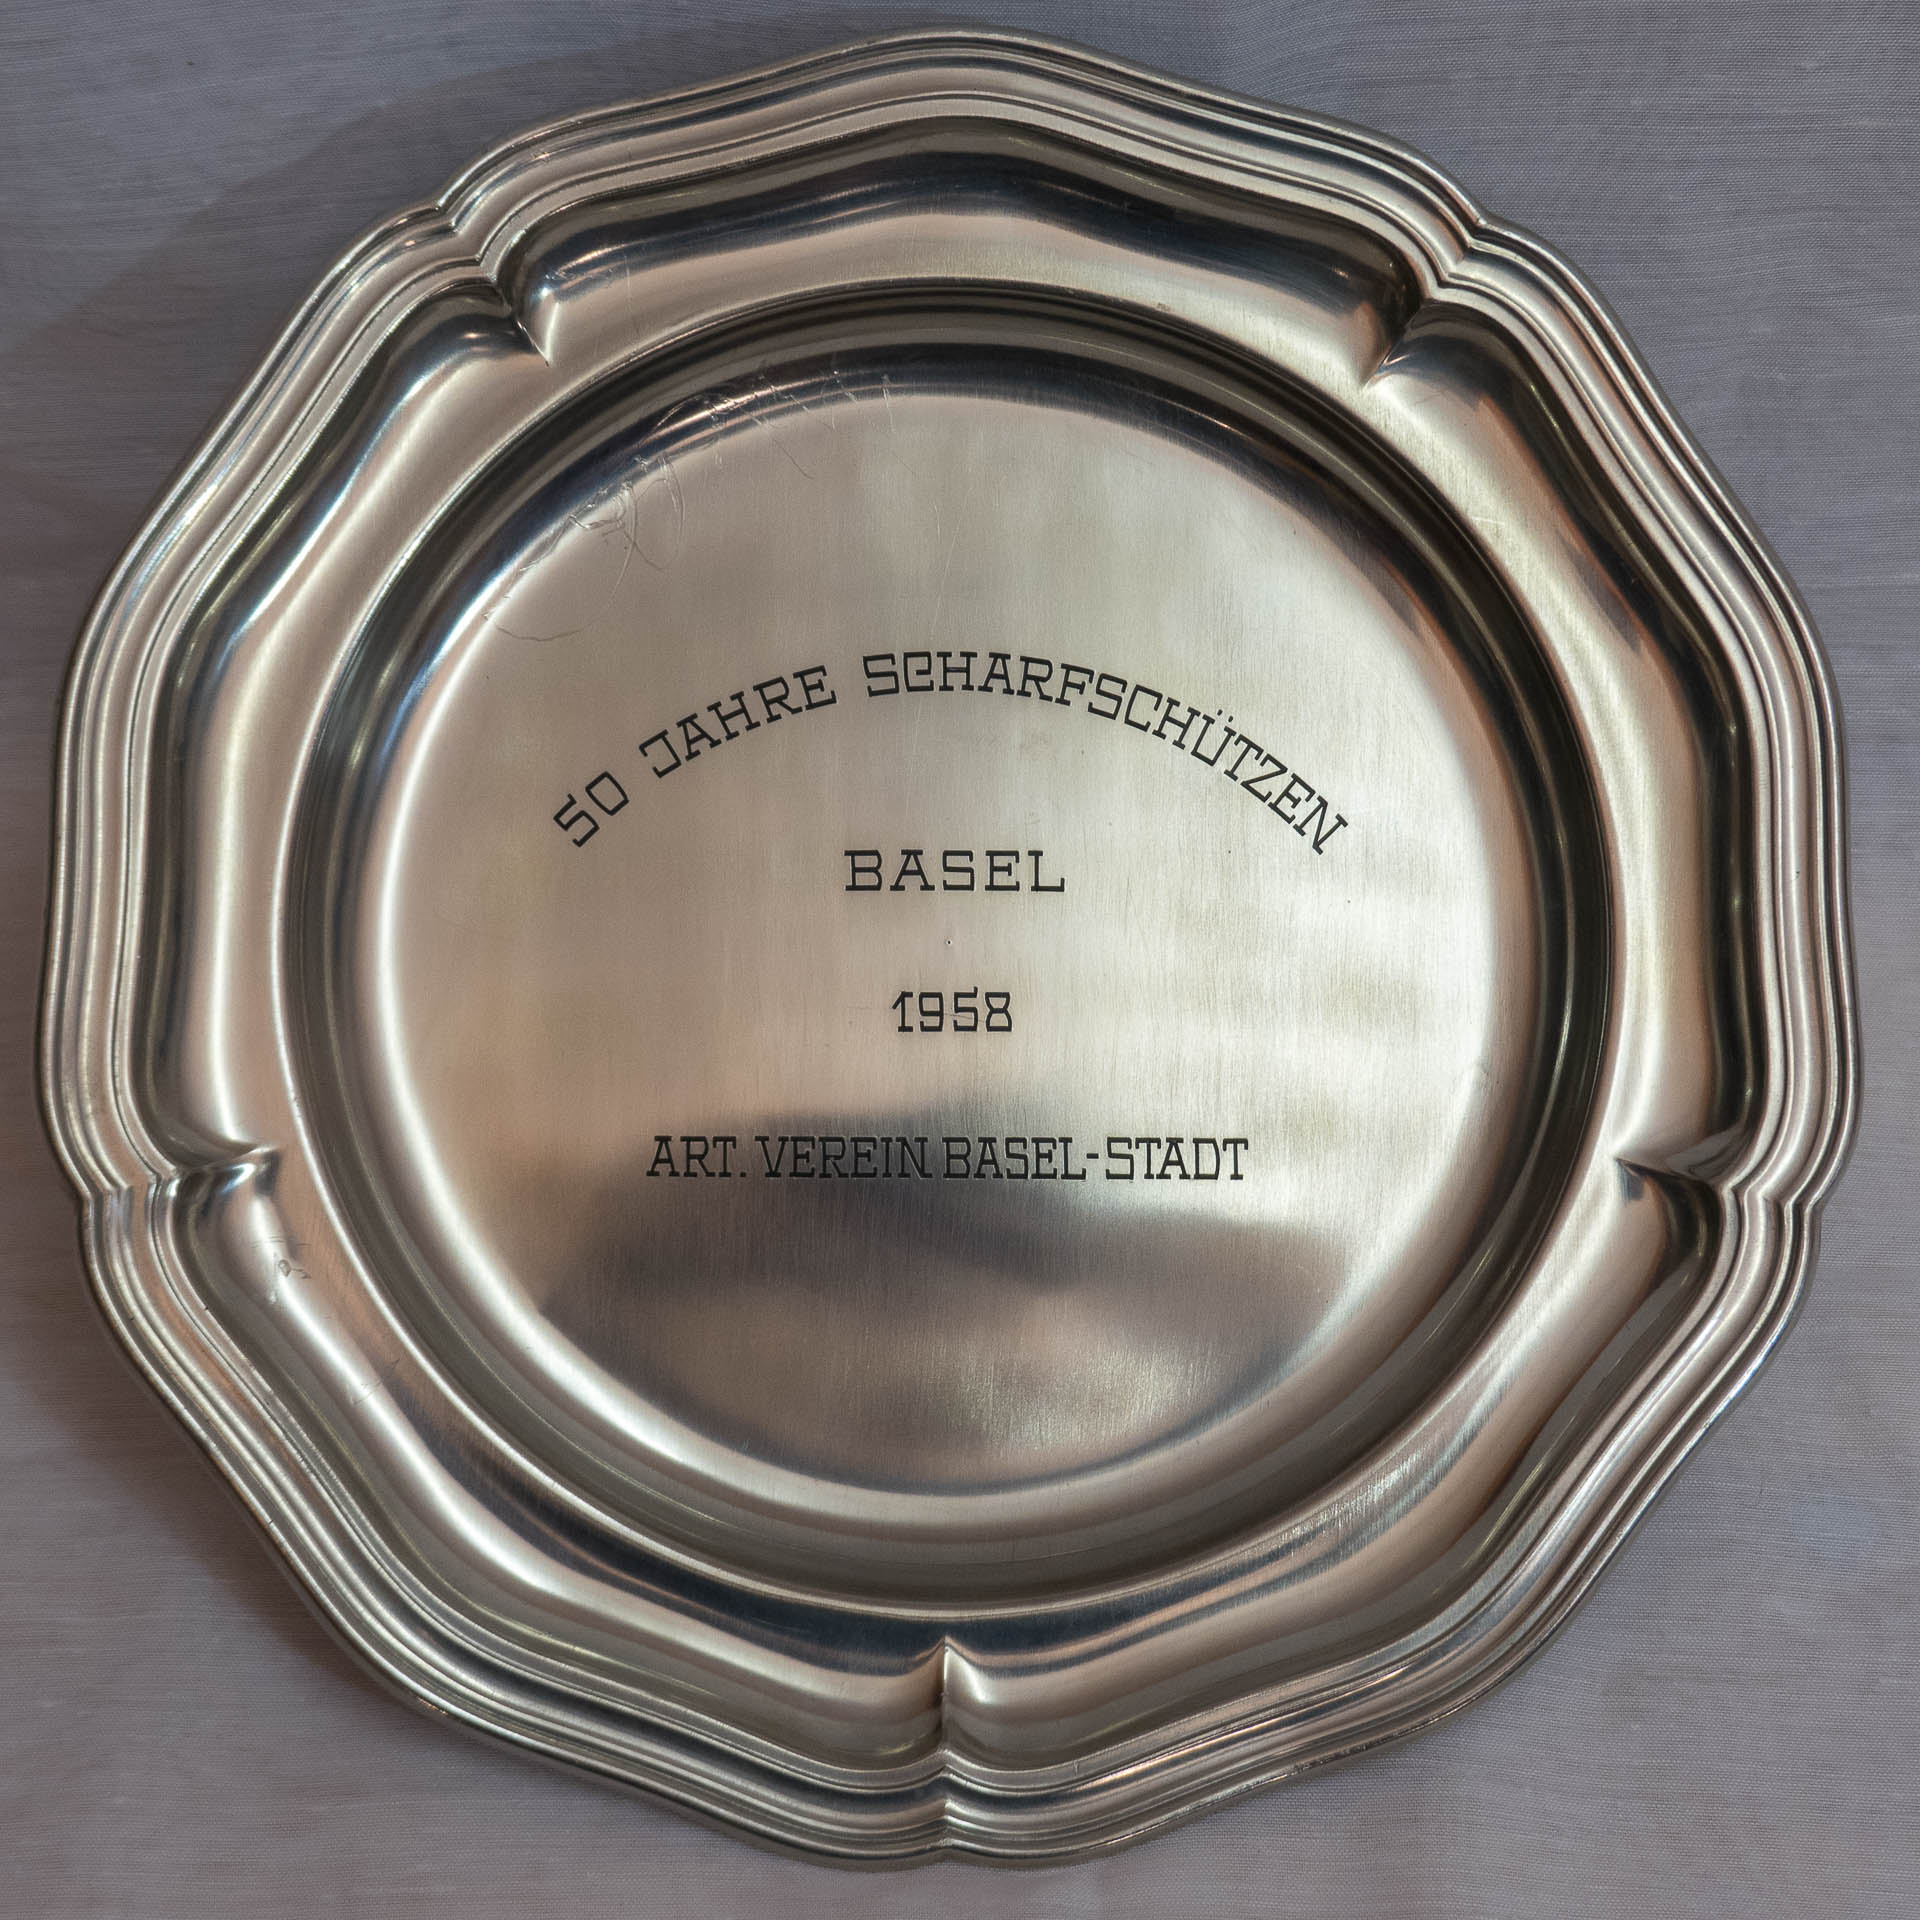 50 JAHRE SCHARFSCHÜTZEN
BASEL
1958
ART. VEREIN BASEL-STADT